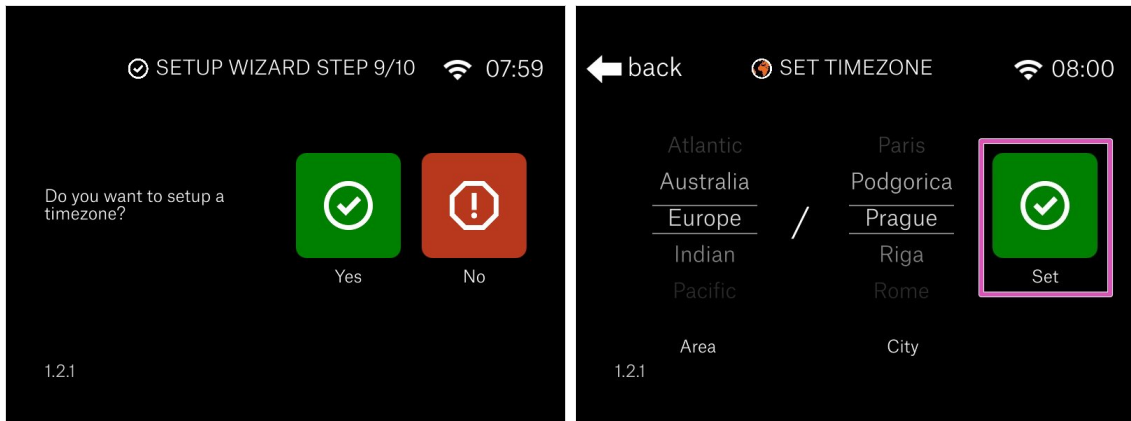 SETUP WIZARD STEP 9/10 07:59
Do you want to setup a
timezone?
Yes No
1.2.1
back SET TIMEZONE 08:00
Atlantic Paris
Australia Podgorica
Europe / Prague
Indian Riga
Pacific Rome
Set
Area City
1.2.1